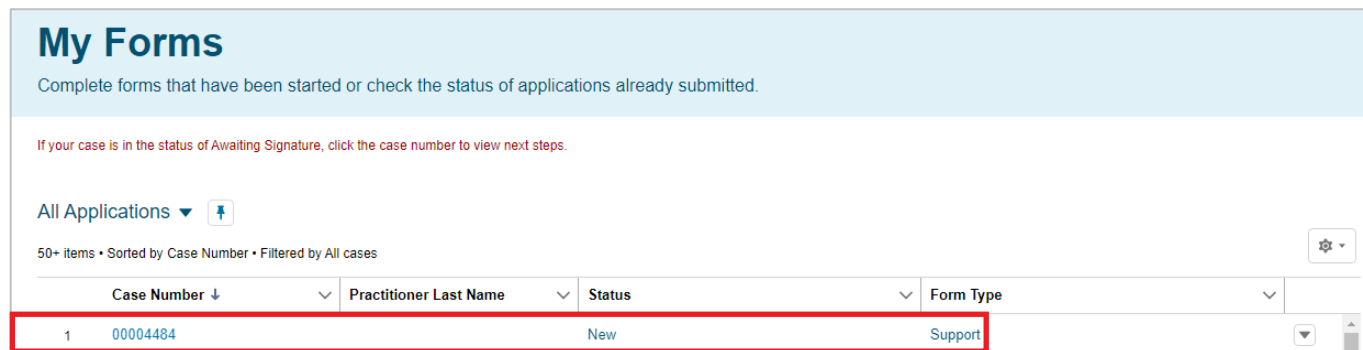 My Forms
Complete forms that have been started or check the status of applications already submitted.
If your case is in the status of Awaiting Signature, click the case number to view next steps.
All Applications
50+ items • Sorted by Case Number • Filtered by All cases
Case Number ↓ Practitioner Last Name Status Form Type
1 00004484 New Support